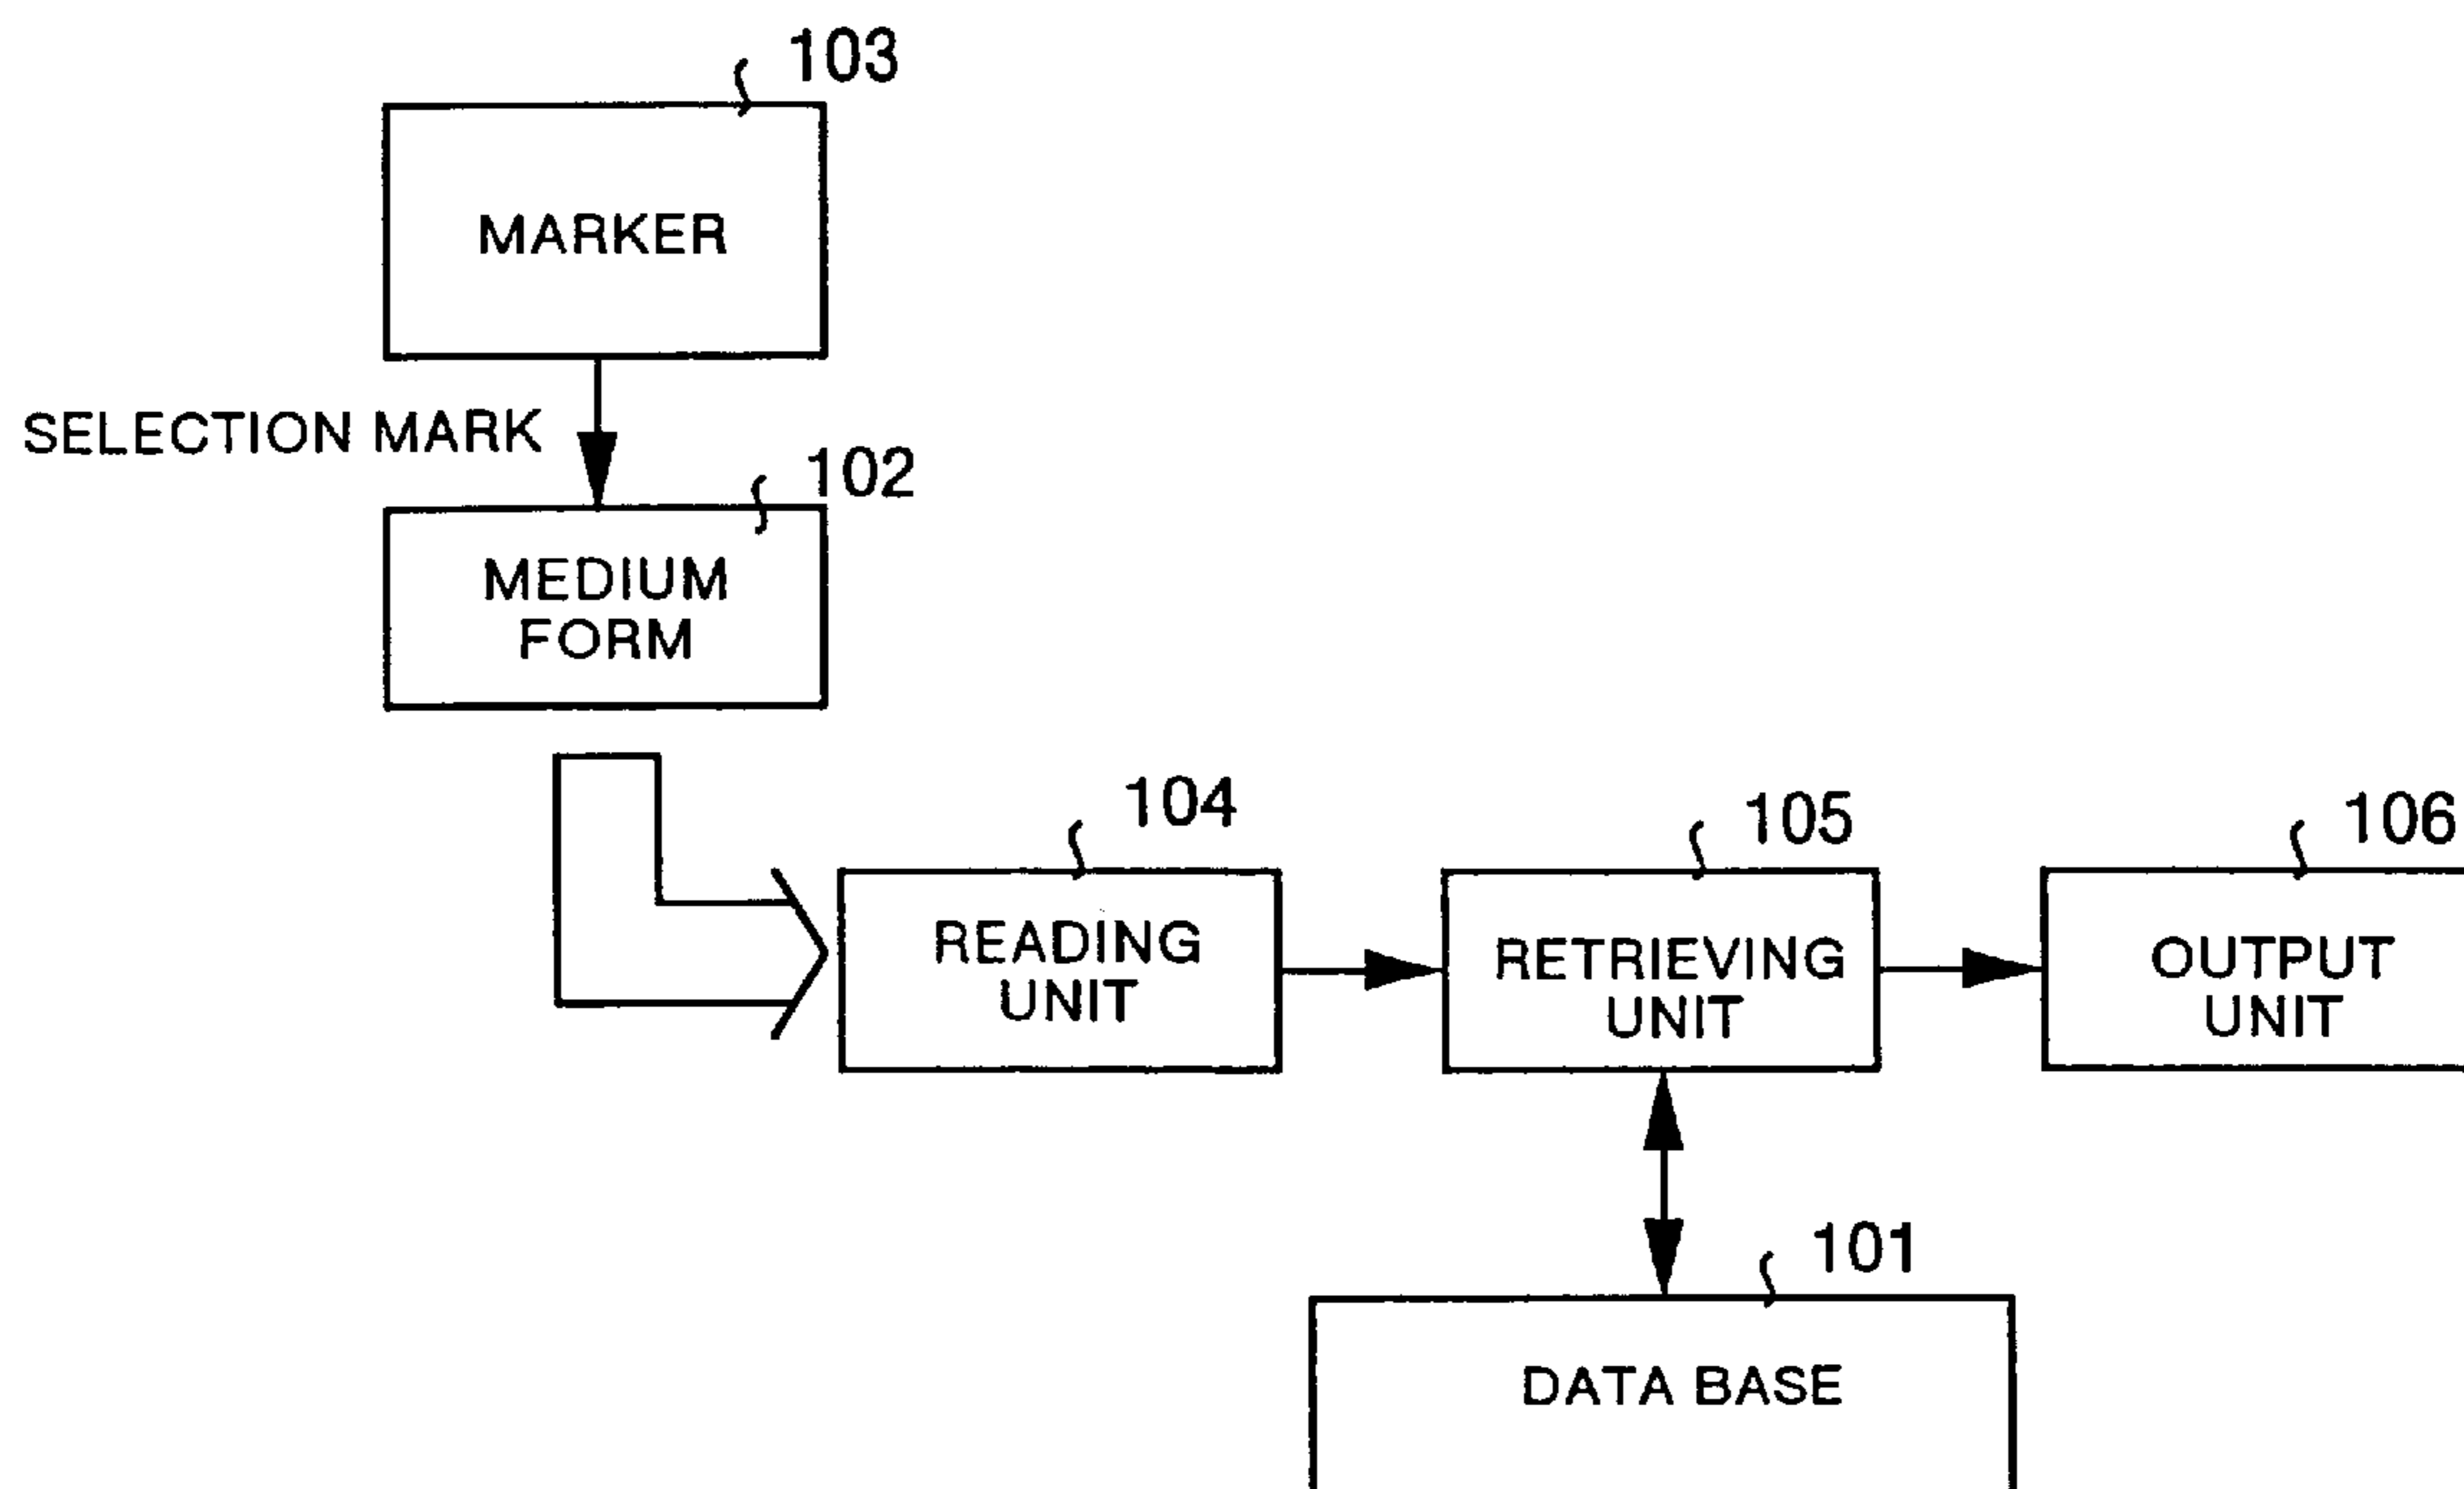 103
MARKER
SELECTION MARK
102
MEDIUM
FORM
104
READING
UNIT
105
RETRIEVING
UNIT
106
OUTPUT
UNIT
101
DATA BASE